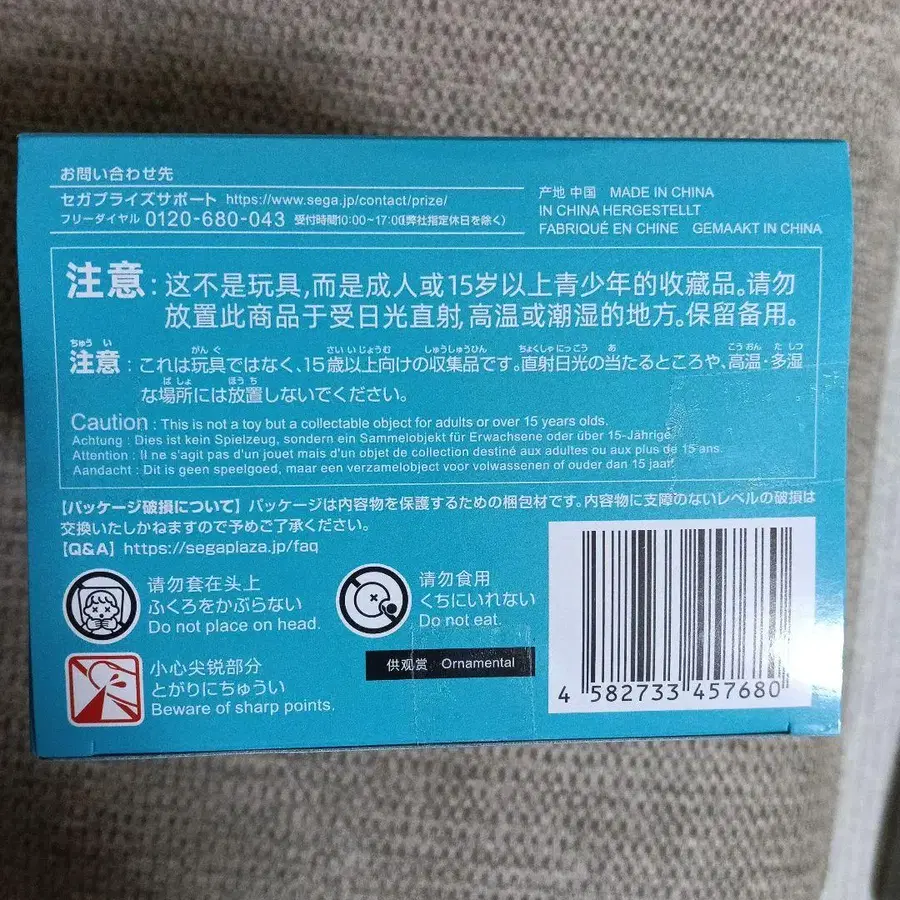 お問い合わせ先
セガプライズサポート https://www.sega.jp/contact/prize/
フリーダイヤル 0120-680-043 受付時間10:00~17:00(弊社指定休日を除く)
产地 中国 MADE IN CHINA
IN CHINA HERGESTELLT
FABRIQUÉ EN CHINE GEMAAKT IN CHINA
注意:这不是玩具,而是成人或15岁以上青少年的收藏品。请勿
放置此商品于受日光直射,高温或潮湿的地方。保留备用。
ちゅう い がん ぐ さい い じょう む しゅうしゅうひん ちょくしゃ にっこう あ こうおん た しつ
注意:これは玩具ではなく、15歳以上向けの収集品です。直射日光の当たるところや、高温・多湿
ば しょ ほう ち
な場所には放置しないでください。
Caution : This is not a toy but a collectable object for adults or over 15 years olds.
Achtung : Dies ist kein Spielzeug, sondern ein Sammelobjekt für Erwachsene oder über 15-Jährige.
Attention : Il ne s'agit pas d'un jouet mais d'un objet de collection destiné aux adultes ou aux plus de 15 ans.
Aandacht : Dit is geen speelgoed, maar een verzamelobject voor volwassenen of ouder dan 15 jaar.
【パッケージ破損について】パッケージは内容物を保護するための梱包材です。内容物に支障のないレベルの破損は
交換いたしかねますので予めご了承ください。
【Q&A】https://segaplaza.jp/faq
请勿套在头上
ふくろをかぶらない
Do not place on head.
请勿食用
くちにいれない
Do not eat.
小心尖锐部分
とがりにちゅうい
Beware of sharp points.
供观赏 Ornamental
4 582733 457680